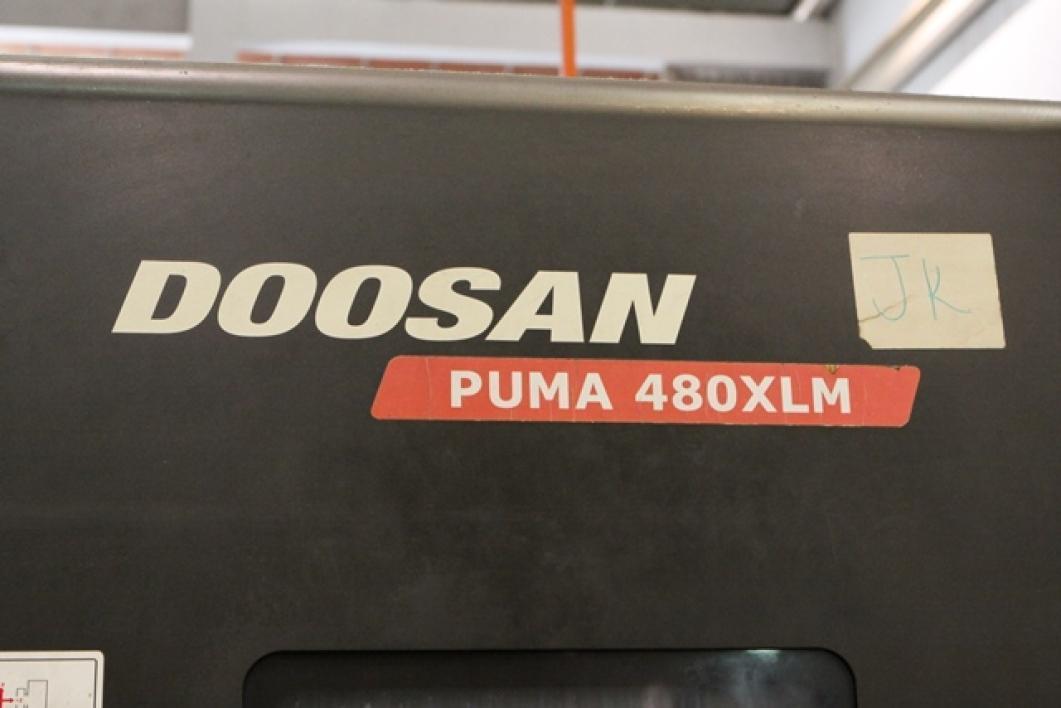 DOOSAN
JK
PUMA 480XLM